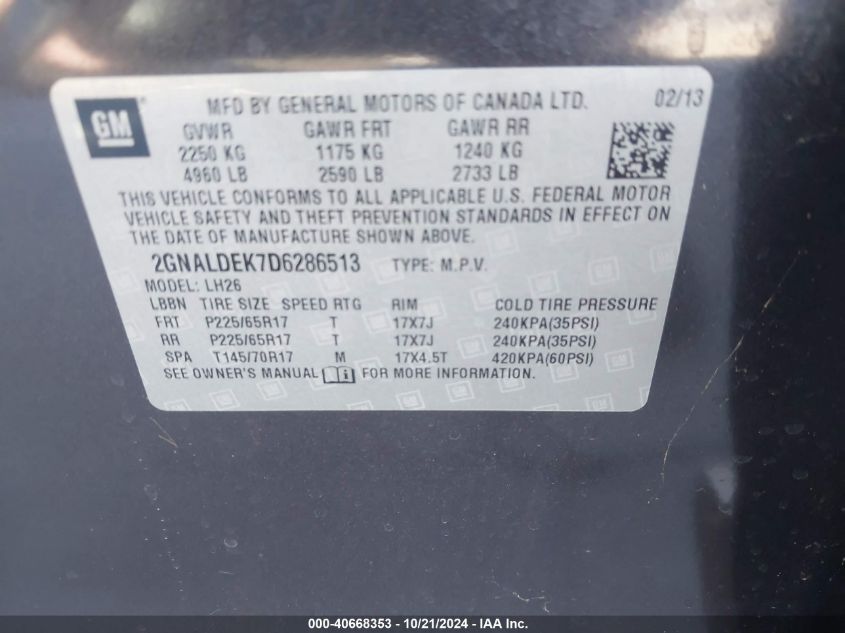 GM ®
MFD BY GENERAL MOTORS OF CANADA LTD. 02/13
GVWR GAWR FRT GAWR RR
2250 KG 1175 KG 1240 KG
4960 LB 2590 LB 2733 LB
THIS VEHICLE CONFORMS TO ALL APPLICABLE U.S. FEDERAL MOTOR
VEHICLE SAFETY AND THEFT PREVENTION STANDARDS IN EFFECT ON
THE DATE OF MANUFACTURE SHOWN ABOVE.
2GNALDEK7D6286513 TYPE: M.P.V.
MODEL: LH26
LBBN TIRE SIZE SPEED RTG RIM COLD TIRE PRESSURE
FRT P225/65R17 T 17X7J 240KPA(35PSI)
RR P225/65R17 T 17X7J 240KPA(35PSI)
SPA T145/70R17 M 17X4.5T 420KPA(60PSI)
SEE OWNER'S MANUAL FOR MORE INFORMATION.
000-40668353 - 10/21/2024 - IAA Inc.